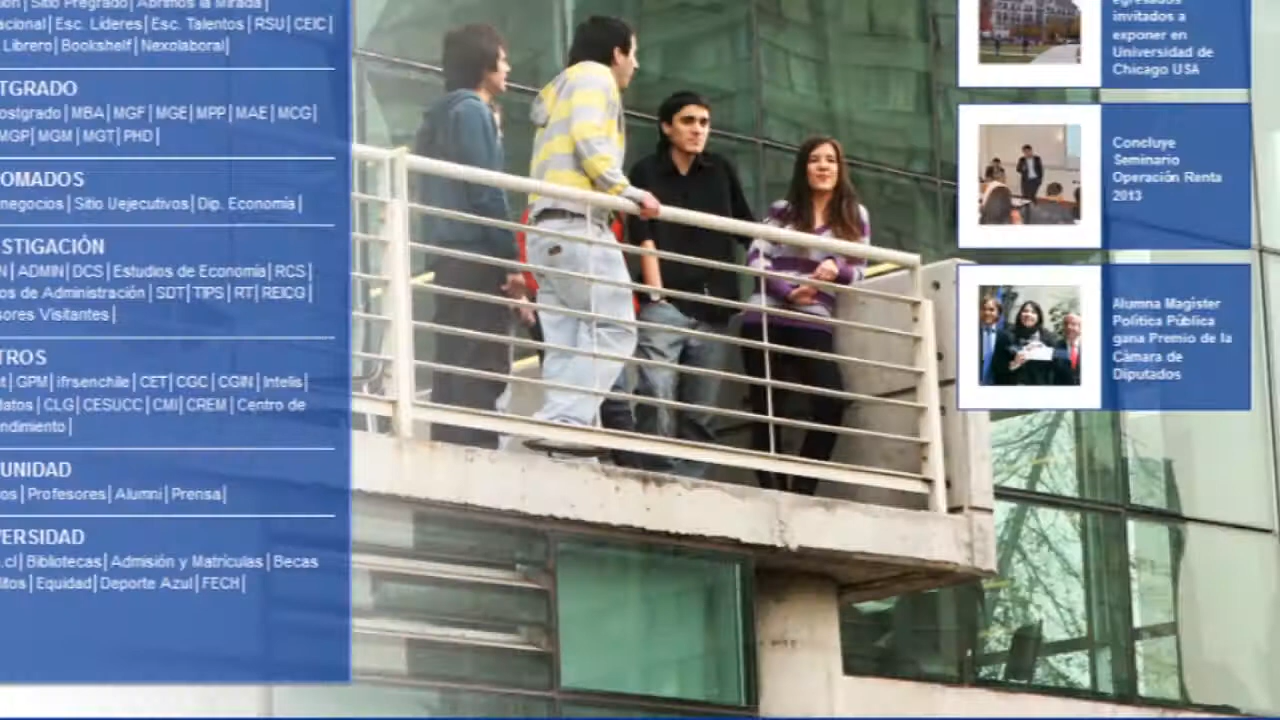 Sitio Pregrado | Abrimos la Mirada |
acional | Esc. Lideres | Esc. Talentos | RSU | CEIC |
Librero | Bookshelf | Nexolaboral |
TGRADO
ostgrado | MBA | MGF | MGE | MPP | MAE | MCG |
MGP | MGM | MGT | PHD |
OMADOS
negocios | Sitio Uejecutivos | Dip. Economía |
STIGACIÓN
N | ADMIN | DCS | Estudios de Economía | RCS |
os de Administración | SDT | TIPS | RT | REICG |
sores Visitantes |
TROS
t | GPM | ifrsenchile | CET | CGC | CGIN | Intelis |
datos | CLG | CESUCC | CMI | CREM | Centro de
ndimiento |
UNIDAD
os | Profesores | Alumni | Prensa |
VERSIDAD
.cl | Bibliotecas | Admisión y Matrículas | Becas
itos | Equidad | Deporte Azul | FECH |
egresados
invitados a
exponer en
Universidad de
Chicago USA
Concluye
Seminario
Operación Renta
2013
Alumna Magíster
Política Pública
gana Premio de la
Cámara de
Diputados